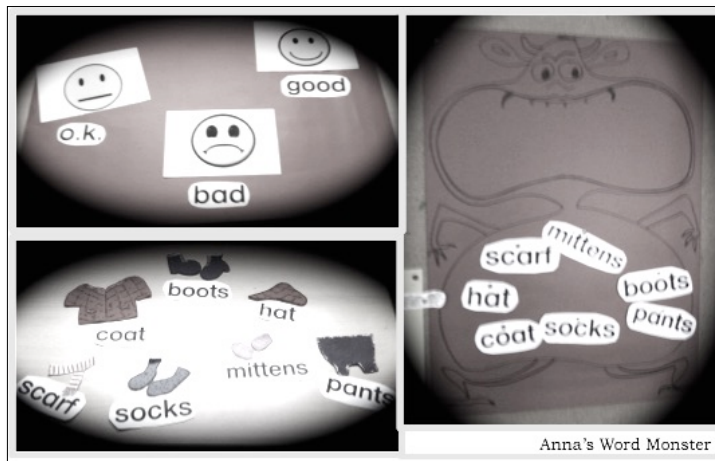 good
o.k.
bad
boots
hat
coat
mittens
pants
scarf
socks
mittens
scarf
boots
hat
pants
socks
coat
Anna's Word Monster